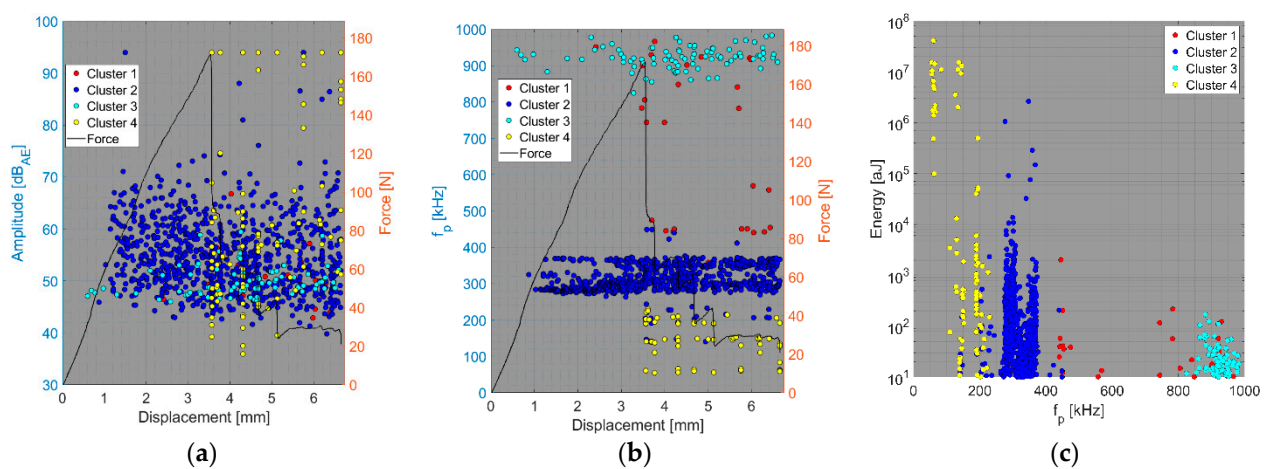 100
90
80
70
60
50
40
30
Amplitude [dB_AE]
Cluster 1
Cluster 2
Cluster 3
Cluster 4
Force
180
160
140
120
100
80
60
40
20
0
Force [N]
0 1 2 3 4 5 6
Displacement [mm]
(a)
1000
900
800
700
600
500
400
300
200
100
0
f_p [kHz]
Cluster 1
Cluster 2
Cluster 3
Cluster 4
Force
180
160
140
120
100
80
60
40
20
0
Force [N]
0 1 2 3 4 5 6
Displacement [mm]
(b)
10^8
10^7
10^6
10^5
10^4
10^3
10^2
10^1
Energy [aJ]
Cluster 1
Cluster 2
Cluster 3
Cluster 4
0 200 400 600 800 1000
f_p [kHz]
(c)